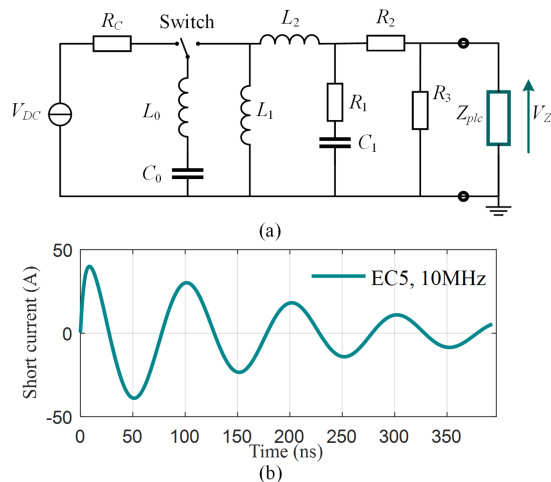 Switch
R_C
L_2
R_2
V_DC
L_0
L_1
R_1
R_3
Z_plc
V_Z
C_0
C_1
(a)
50
EC5, 10MHz
Short current (A)
0
-50
0 50 100 150 200 250 300 350
Time (ns)
(b)